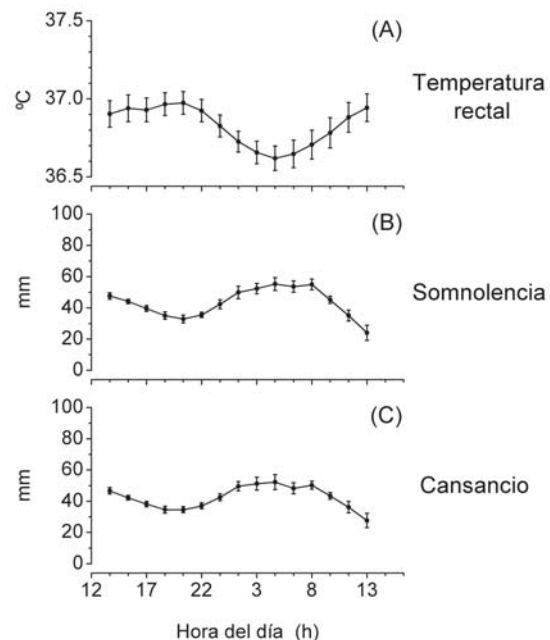 (A)
37.5
37.0
36.5
ºC
Temperatura
rectal
(B)
100
80
60
40
20
0
mm
Somnolencia
(C)
100
80
60
40
20
0
mm
Cansancio
12 17 22 3 8 13
Hora del día (h)